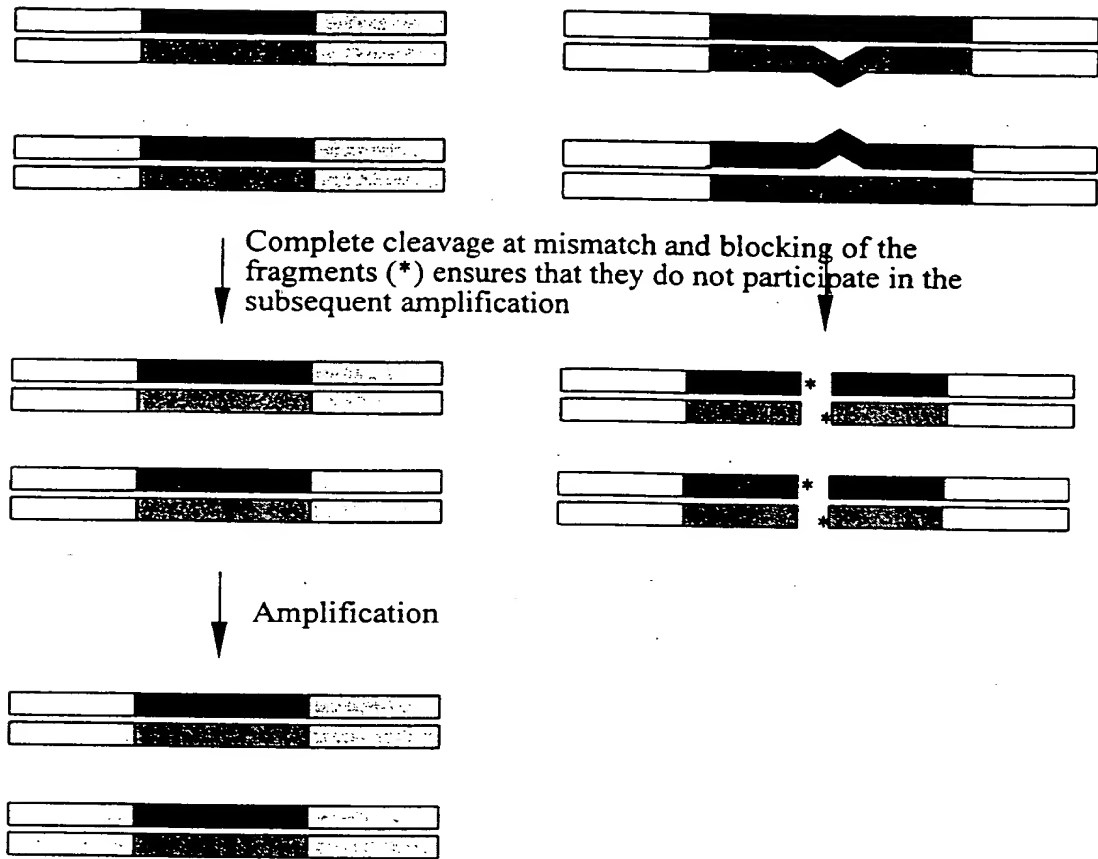 Complete cleavage at mismatch and blocking of the
fragments (*) ensures that they do not participate in the
subsequent amplification
* 
*
*
*
Amplification